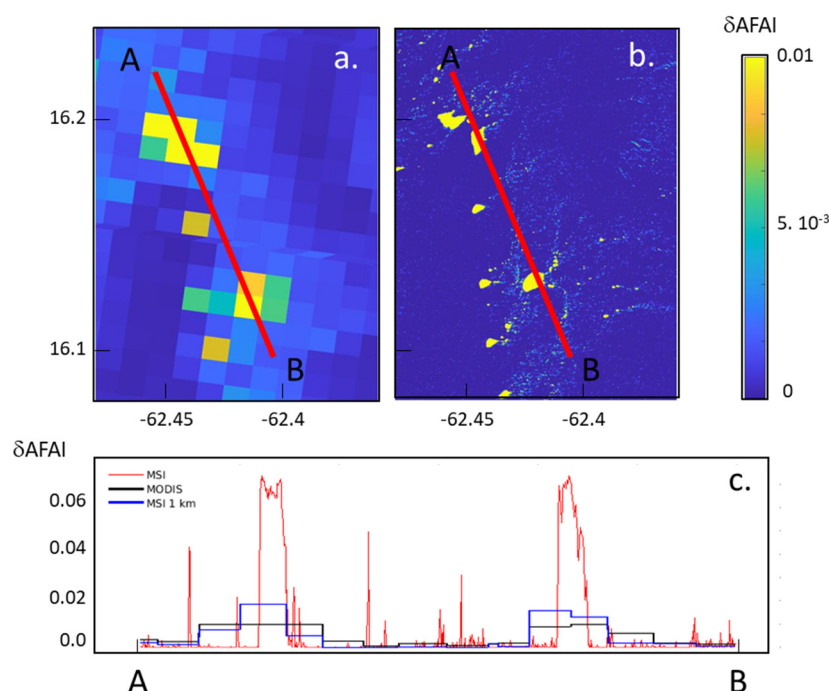 δAFAI
A
a.
A
b.
0.01
16.2
5. 10-3
16.1
B
B
0
-62.45
-62.4
-62.45
-62.4
δAFAI
MSI
MODIS
MSI 1 km
c.
0.06
0.04
0.02
0.0
A
B